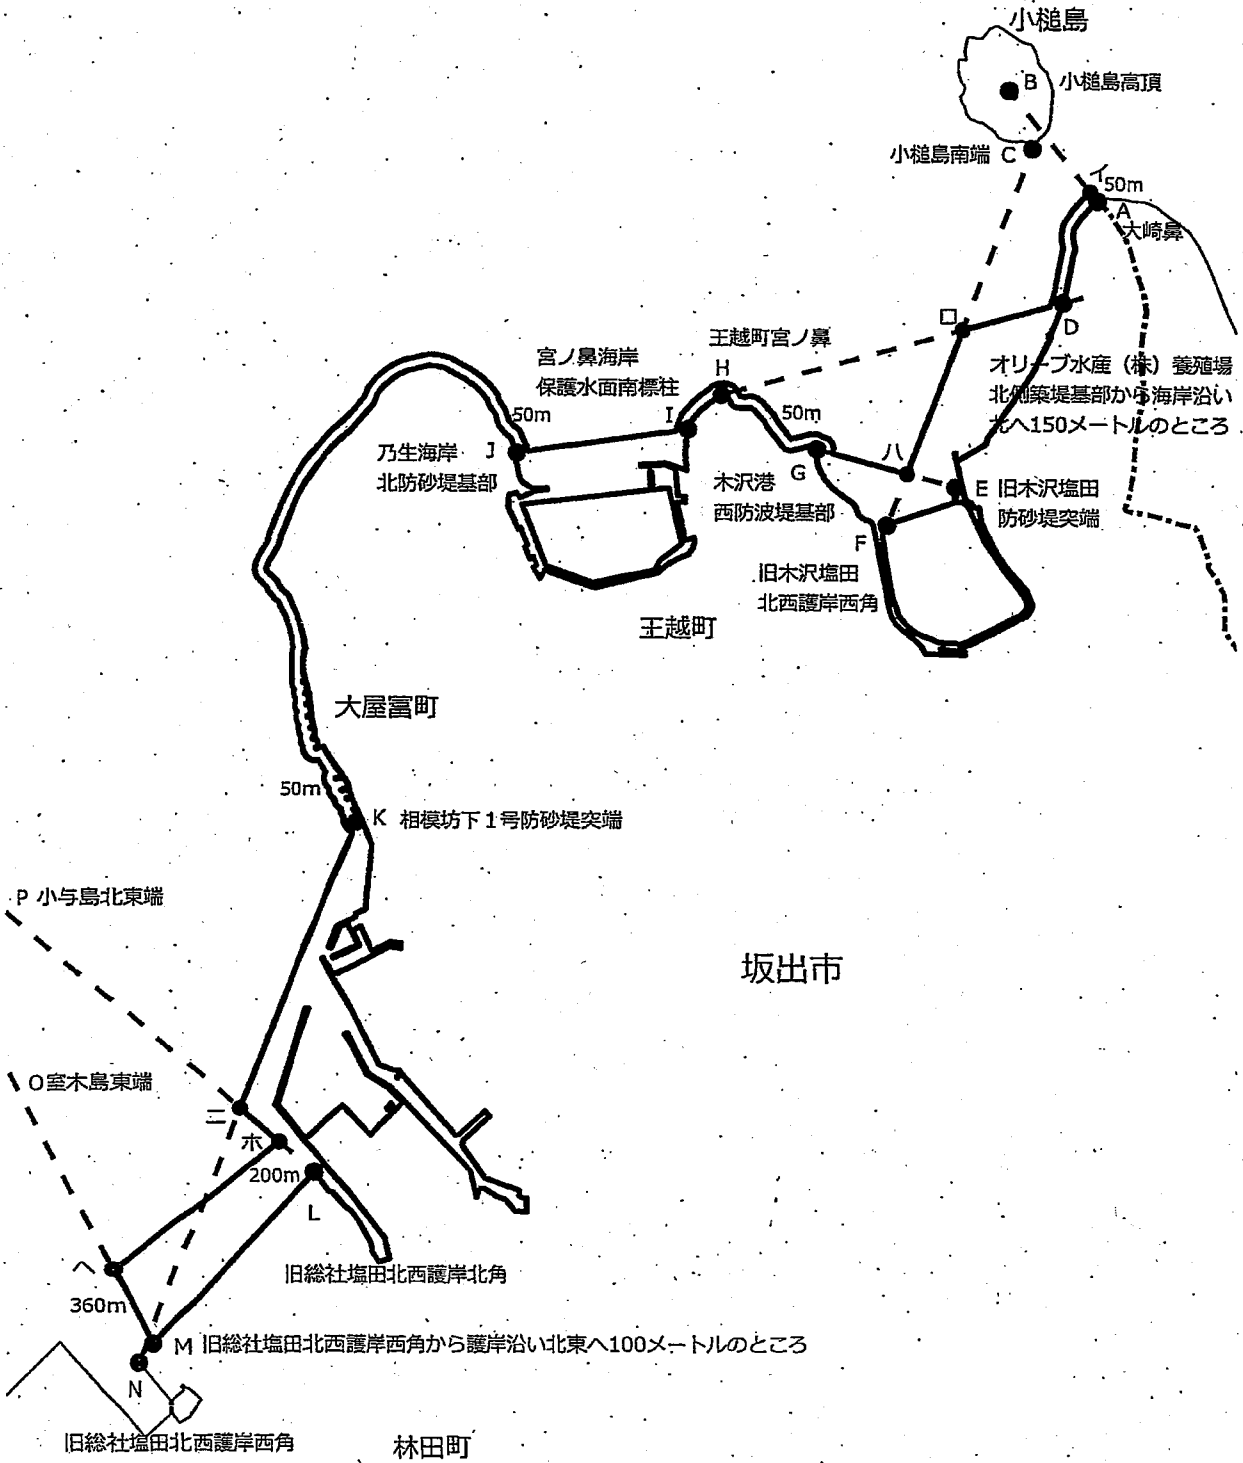 小槌島
B 小槌島高頂
小槌島南端 C
イ
50m
A
大崎鼻
ロ
D
オリーブ水産（株）養殖場
北側築堤基部から海岸沿い
北へ150メートルのところ
王越町宮ノ鼻
H
宮ノ鼻海岸
保護水面南標柱
50m
I
50m
乃生海岸 J
北防砂堤基部
G
ハ
木沢港
西防波堤基部
E 旧木沢塩田
防砂堤突端
F
旧木沢塩田
北西護岸西角
王越町
大屋冨町
50m
K 相模坊下１号防砂堤突端
P 小与島北東端
坂出市
O室木島東端
ニ
ホ
200m
L
ヘ
旧総社塩田北西護岸北角
360m
M 旧総社塩田北西護岸西角から護岸沿い北東へ100メートルのところ
N
旧総社塩田北西護岸西角
林田町